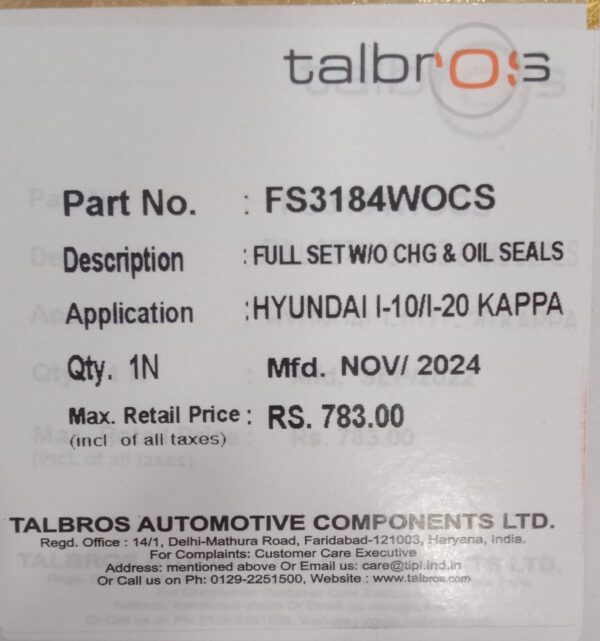 talbros
Part No. : FS3184WOCS
Description : FULL SET W/O CHG & OIL SEALS
Application : HYUNDAI I-10/I-20 KAPPA
Qty. 1N Mfd. NOV/ 2024
Max. Retail Price : RS. 783.00
(incl of all taxes)
TALBROS AUTOMOTIVE COMPONENTS LTD.
Regd. Office : 14/1, Delhi-Mathura Road, Faridabad-121003, Haryana, India.
For Complaints: Customer Care Executive
Address: mentioned above Or Email us: care@tipl.ind.in
Or Call us on Ph: 0129-2251500, Website : www.talbros.com